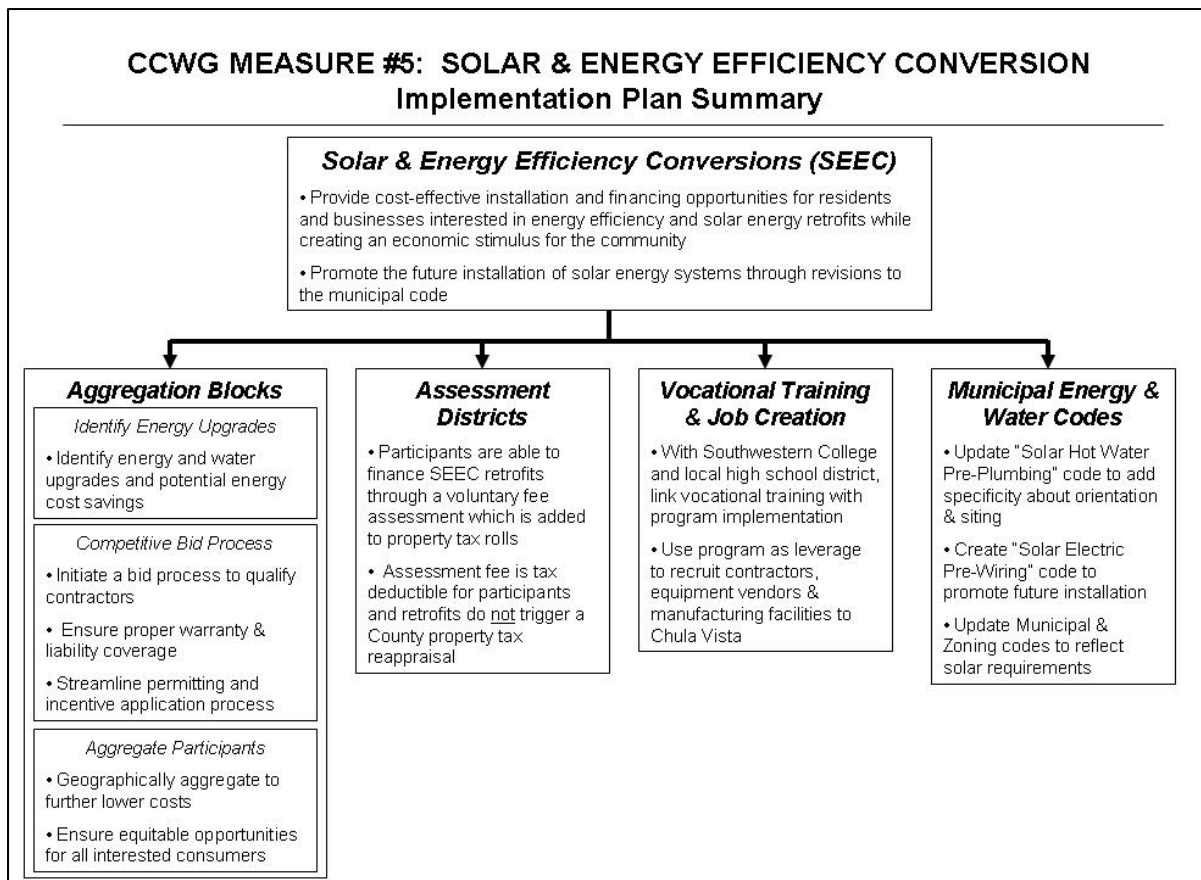 CCWG MEASURE #5: SOLAR & ENERGY EFFICIENCY CONVERSION
Implementation Plan Summary
Solar & Energy Efficiency Conversions (SEEC)
• Provide cost-effective installation and financing opportunities for residents
and businesses interested in energy efficiency and solar energy retrofits while
creating an economic stimulus for the community
• Promote the future installation of solar energy systems through revisions to
the municipal code
Aggregation Blocks
Identify Energy Upgrades
• Identify energy and water
upgrades and potential energy
cost savings
Competitive Bid Process
• Initiate a bid process to qualify
contractors
• Ensure proper warranty &
liability coverage
• Streamline permitting and
incentive application process
Aggregate Participants
• Geographically aggregate to
further lower costs
• Ensure equitable opportunities
for all interested consumers
Assessment
Districts
• Participants are able to
finance SEEC retrofits
through a voluntary fee
assessment which is added
to property tax rolls
• Assessment fee is tax
deductible for participants
and retrofits do not trigger a
County property tax
reappraisal
Vocational Training
& Job Creation
• With Southwestern College
and local high school district,
link vocational training with
program implementation
• Use program as leverage
to recruit contractors,
equipment vendors &
manufacturing facilities to
Chula Vista
Municipal Energy &
Water Codes
• Update "Solar Hot Water
Pre-Plumbing" code to add
specificity about orientation
& siting
• Create "Solar Electric
Pre-Wiring" code to
promote future installation
• Update Municipal &
Zoning codes to reflect
solar requirements